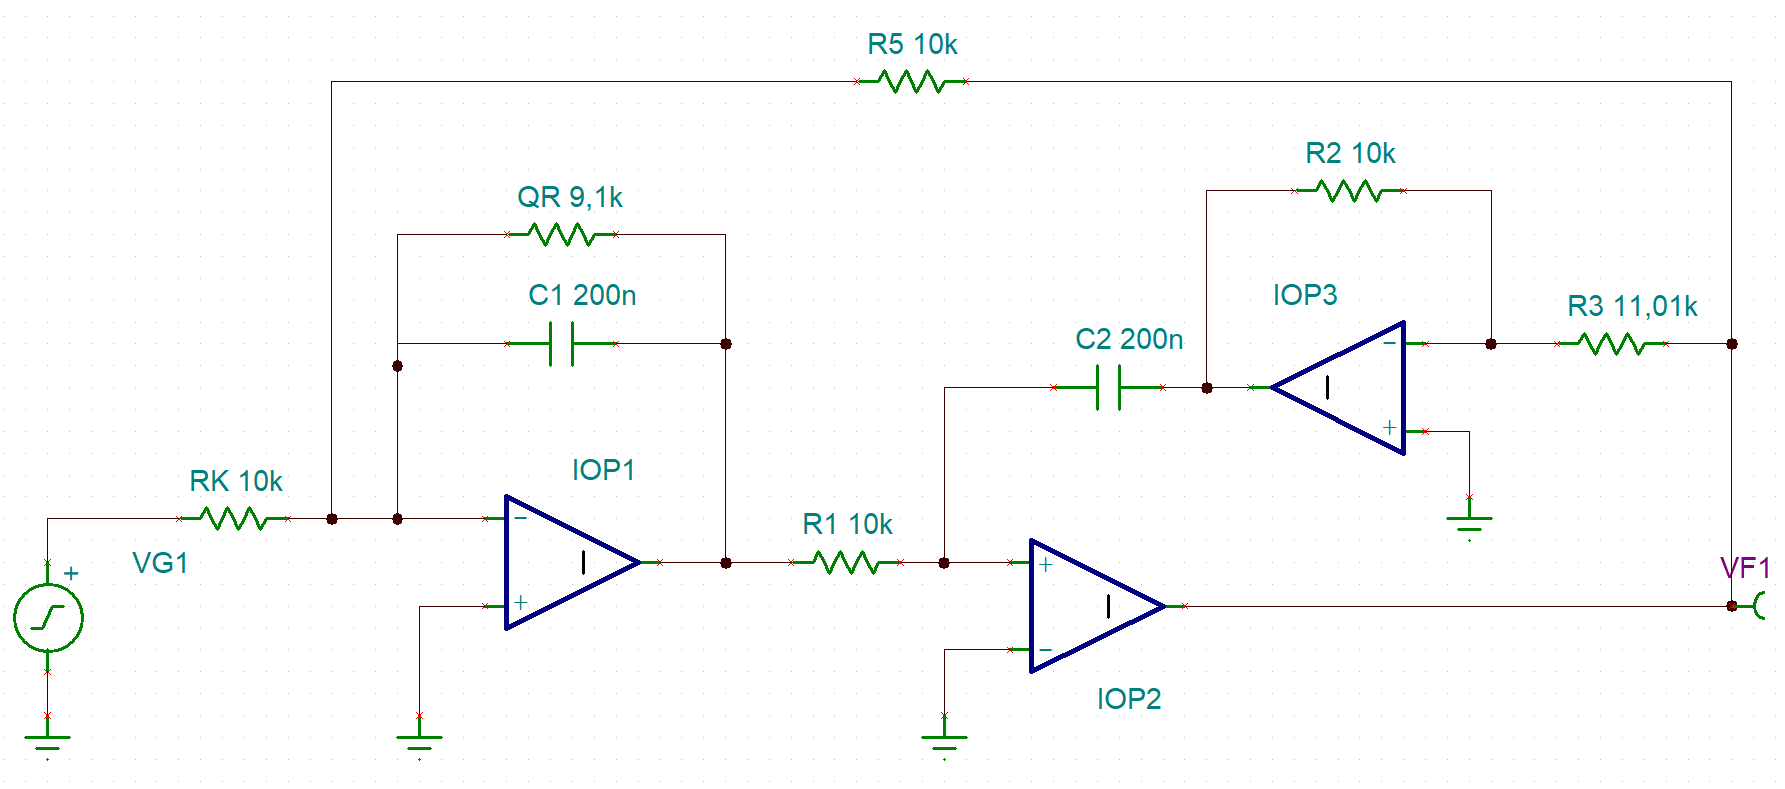 R5 10k
R2 10k
QR 9,1k
C1 200n
IOP3
R3 11,01k
C2 200n
-
+
IOP1
RK 10k
-
+
R1 10k
VG1
+
+
-
VF1
IOP2